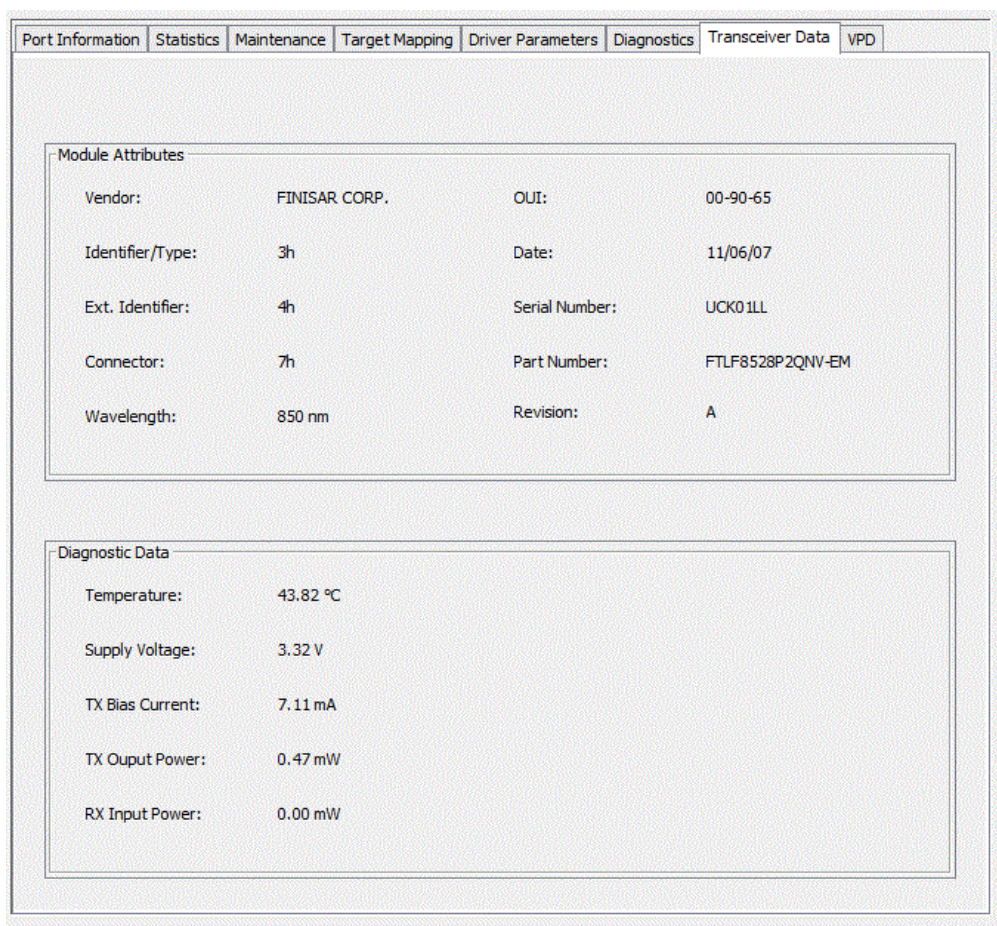 Port Information Statistics Maintenance Target Mapping Driver Parameters Diagnostics Transceiver Data VPD
Module Attributes
Vendor: FINISAR CORP. OUI: 00-90-65
Identifier/Type: 3h Date: 11/06/07
Ext. Identifier: 4h Serial Number: UCK01LL
Connector: 7h Part Number: FTLF8528P2QNV-EM
Wavelength: 850 nm Revision: A
Diagnostic Data
Temperature: 43.82 ºC
Supply Voltage: 3.32 V
TX Bias Current: 7.11 mA
TX Ouput Power: 0.47 mW
RX Input Power: 0.00 mW